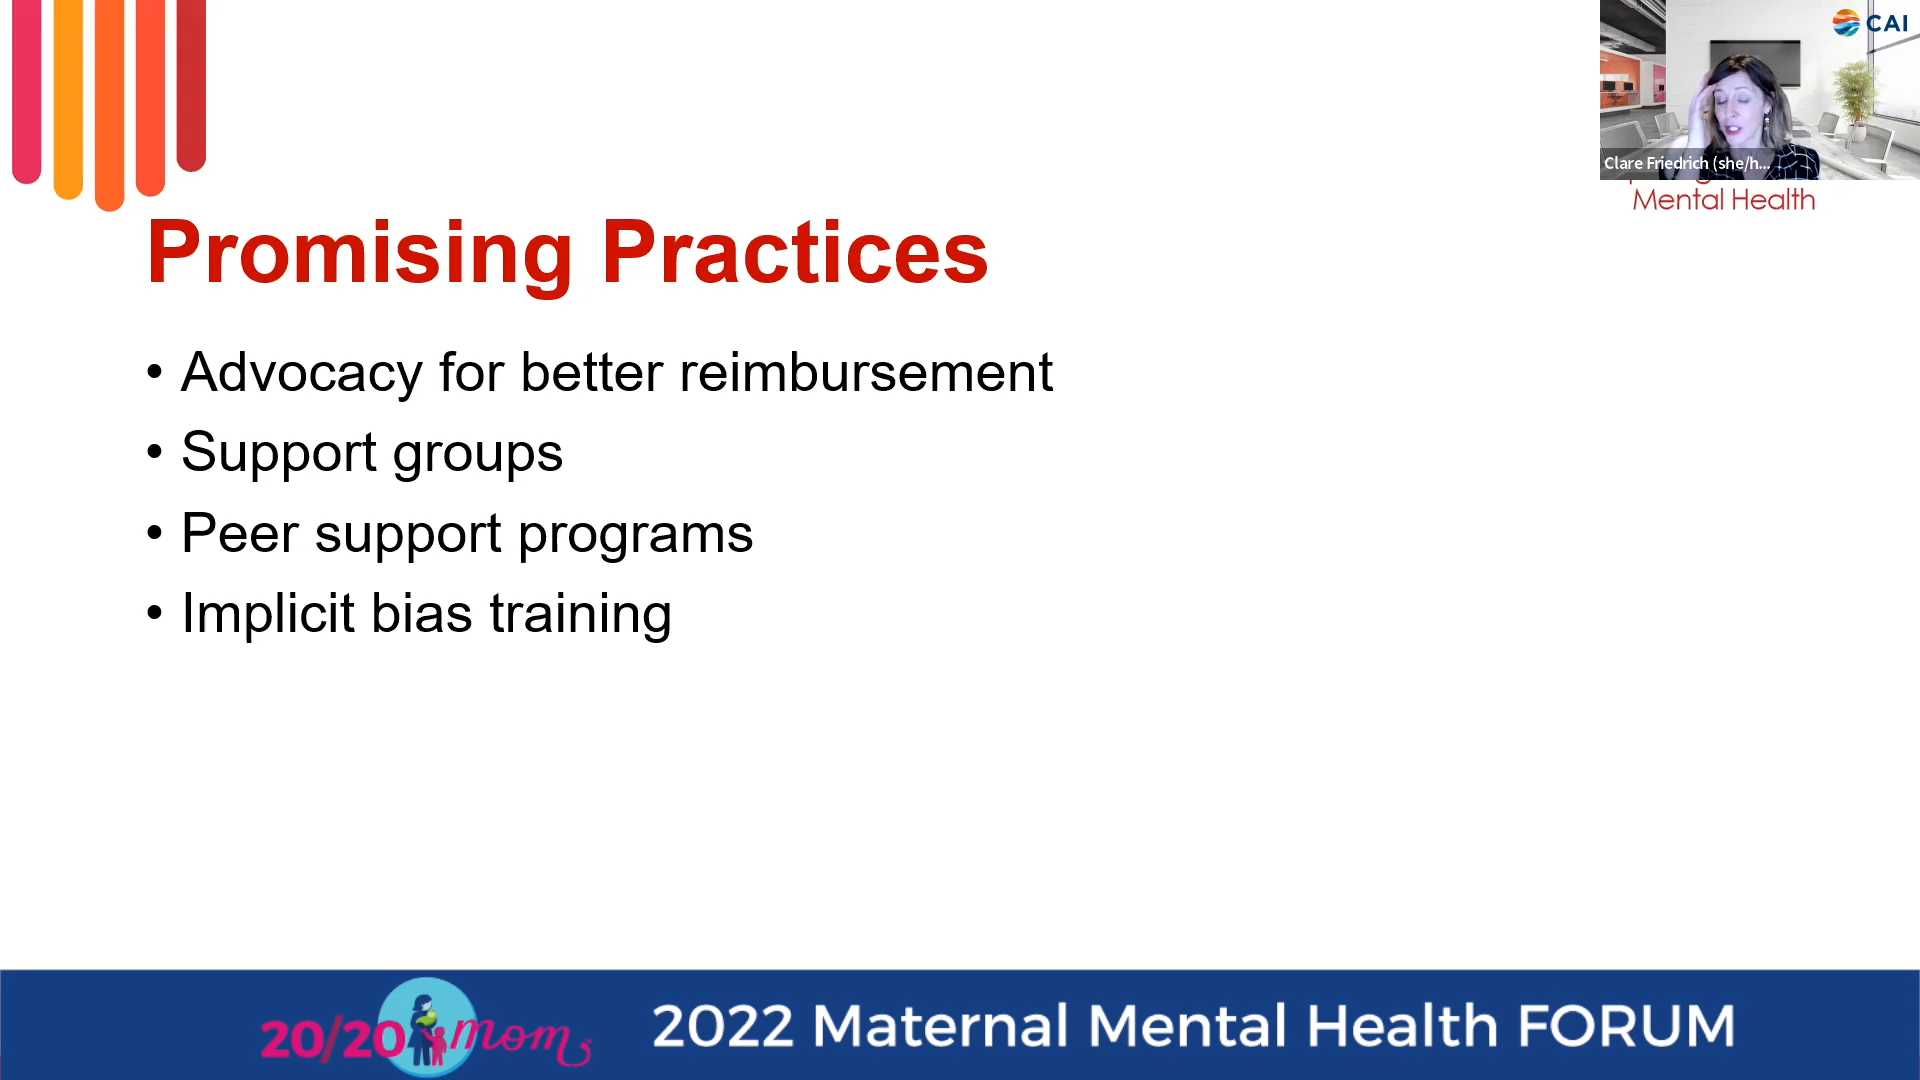 CAI
Clare Friedrich (she/h...
Mental Health
Promising Practices
• Advocacy for better reimbursement
• Support groups
• Peer support programs
• Implicit bias training
20/20 mom
2022 Maternal Mental Health FORUM